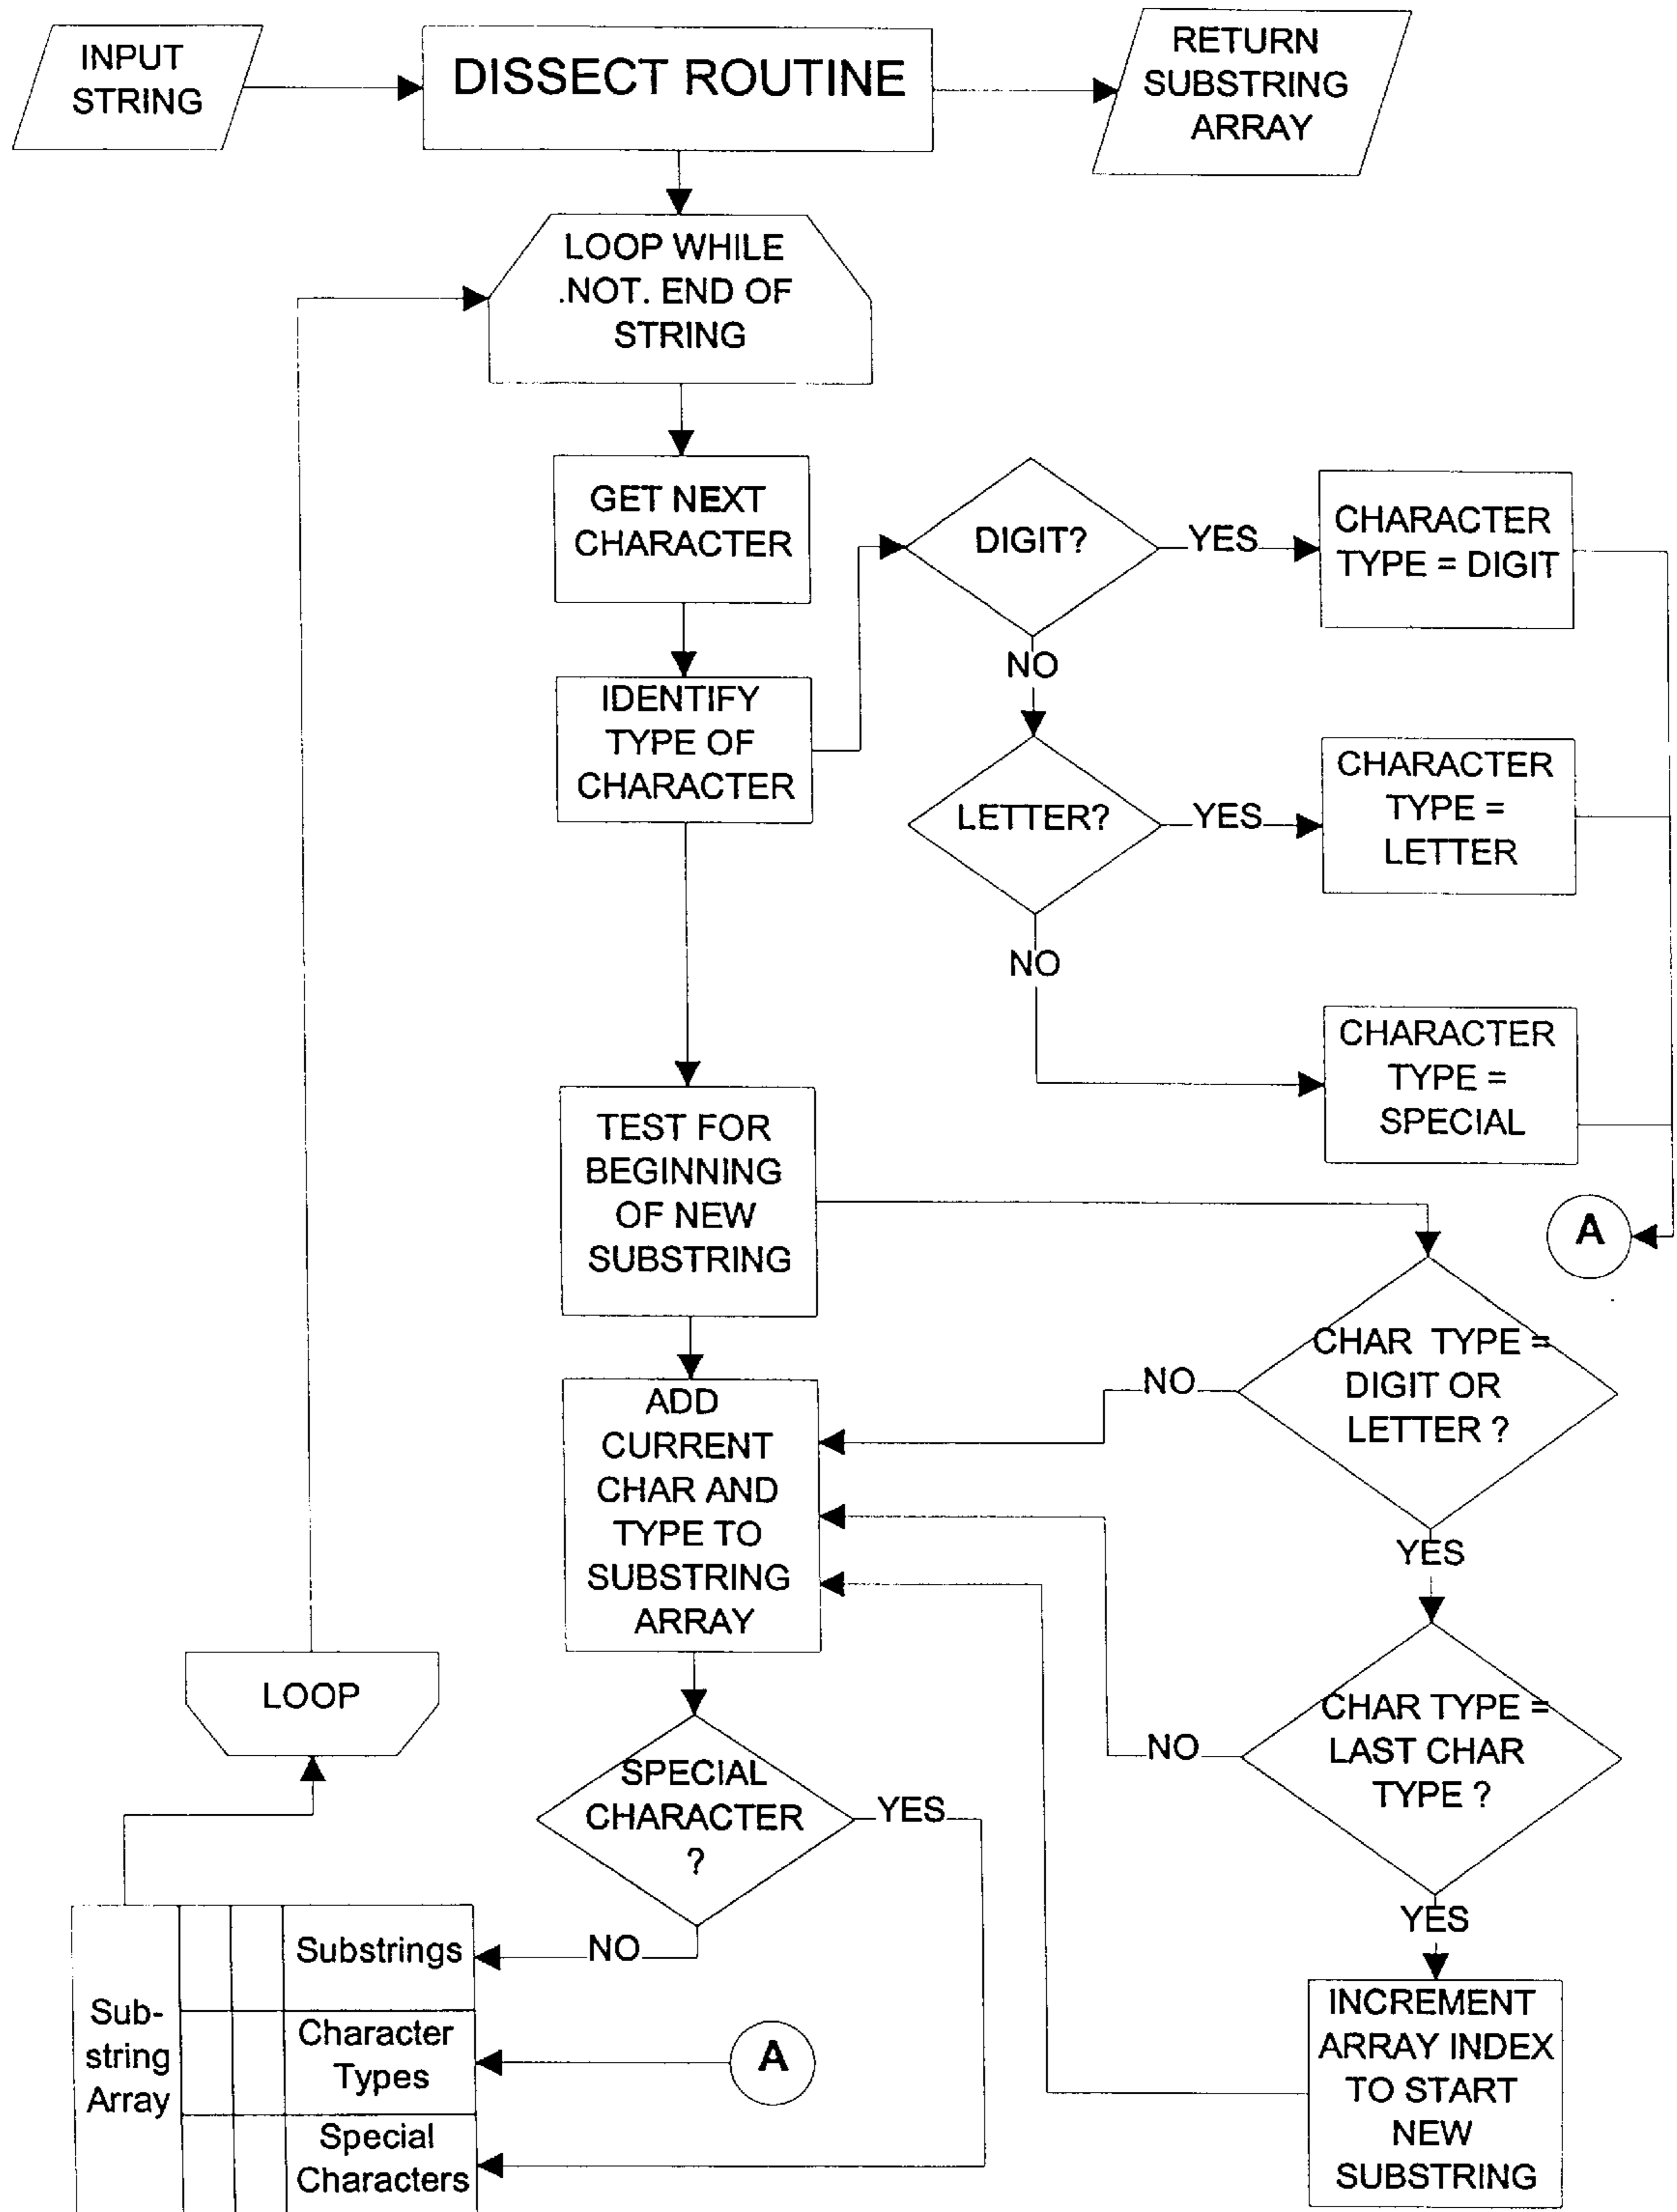 INPUT
STRING
DISSECT ROUTINE
RETURN
SUBSTRING
ARRAY
LOOP WHILE
.NOT. END OF
STRING
GET NEXT
CHARACTER
DIGIT?
YES
CHARACTER
TYPE = DIGIT
NO
IDENTIFY
TYPE OF
CHARACTER
LETTER?
YES
CHARACTER
TYPE =
LETTER
NO
CHARACTER
TYPE =
SPECIAL
TEST FOR
BEGINNING
OF NEW
SUBSTRING
A
CHAR TYPE =
DIGIT OR
LETTER ?
NO
YES
ADD
CURRENT
CHAR AND
TYPE TO
SUBSTRING
ARRAY
LOOP
CHAR TYPE =
LAST CHAR
TYPE ?
NO
YES
SPECIAL
CHARACTER
?
YES
NO
Sub-
string
Array
Substrings
Character
Types
Special
Characters
A
INCREMENT
ARRAY INDEX
TO START
NEW
SUBSTRING